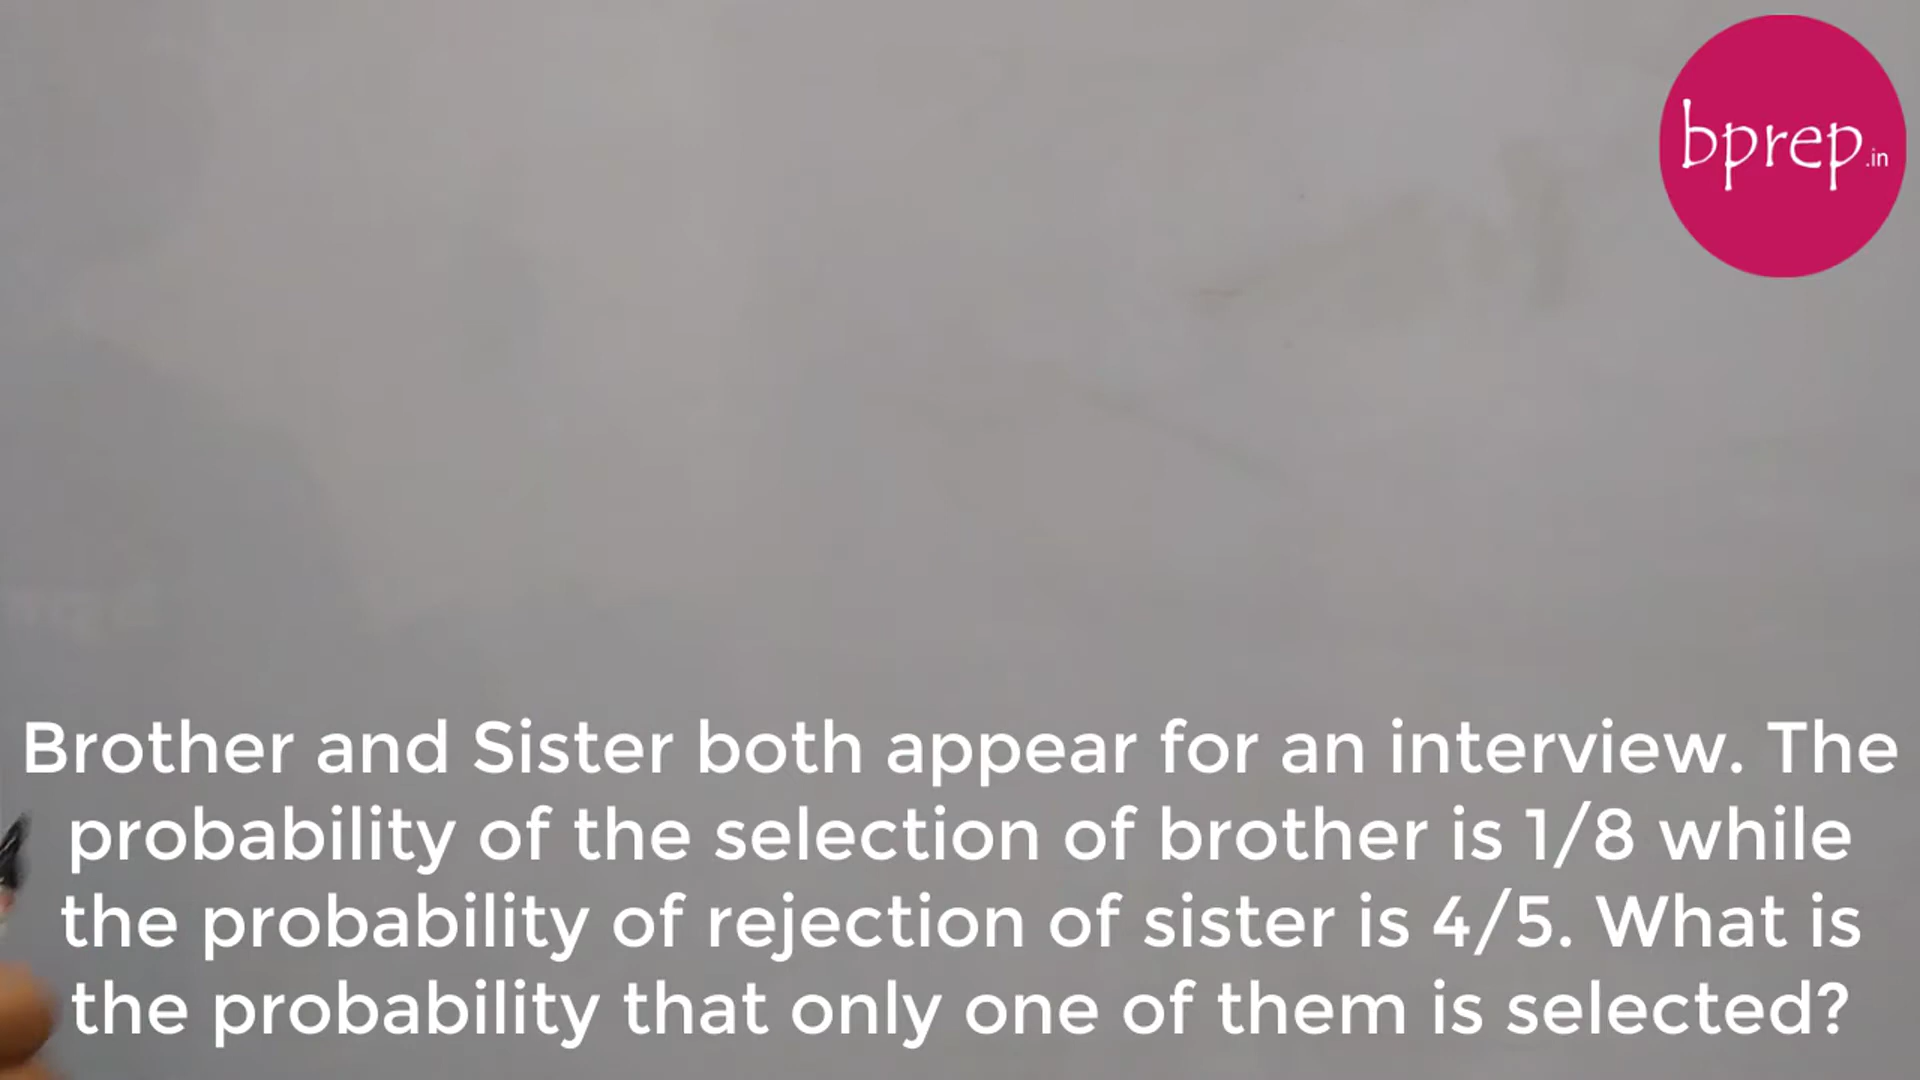 bprep.in
Brother and Sister both appear for an interview. The
probability of the selection of brother is 1/8 while
the probability of rejection of sister is 4/5. What is
the probability that only one of them is selected?